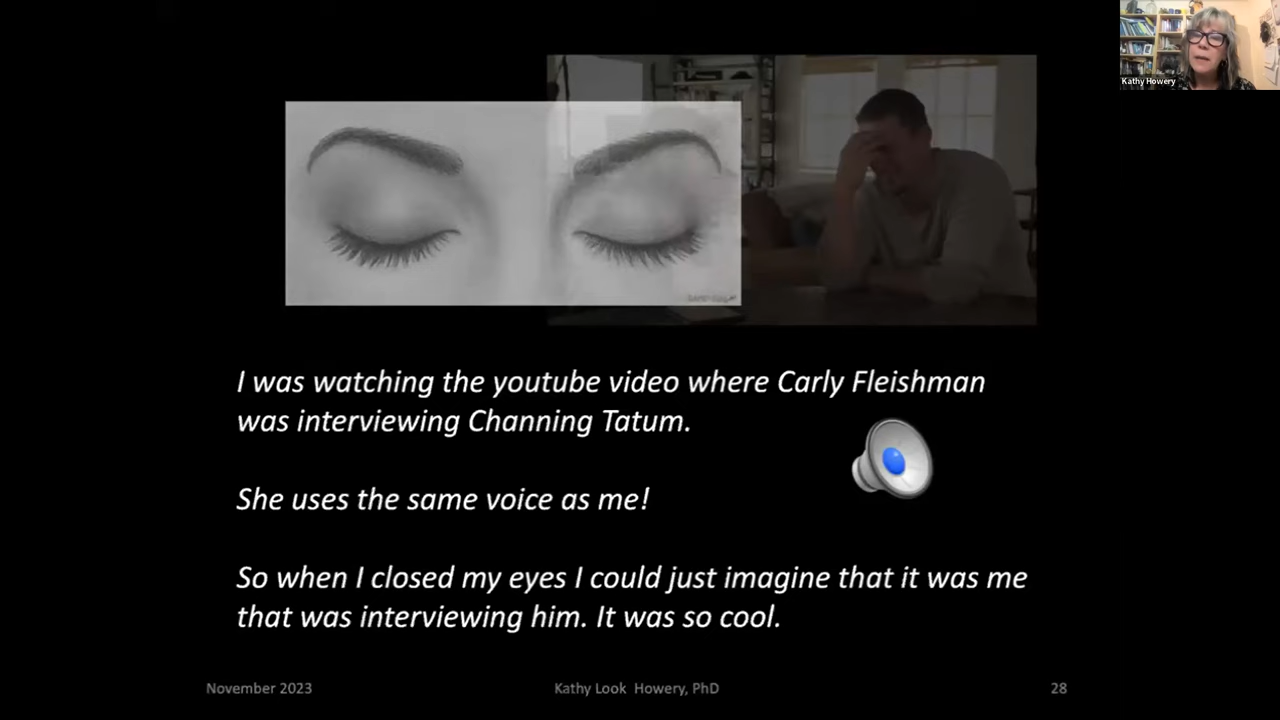 Kathy Howery
I was watching the youtube video where Carly Fleishman
was interviewing Channing Tatum.
She uses the same voice as me!
So when I closed my eyes I could just imagine that it was me
that was interviewing him. It was so cool.
November 2023
Kathy Look Howery, PhD
28